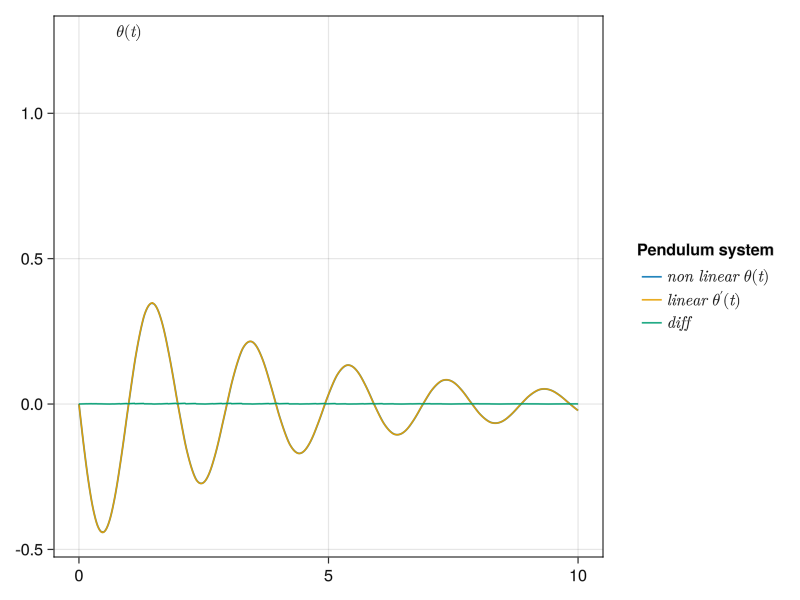 θ(t)
1.0
0.5
0.0
-0.5
0 5 10
Pendulum system
non linear θ(t)
linear θ′(t)
diff